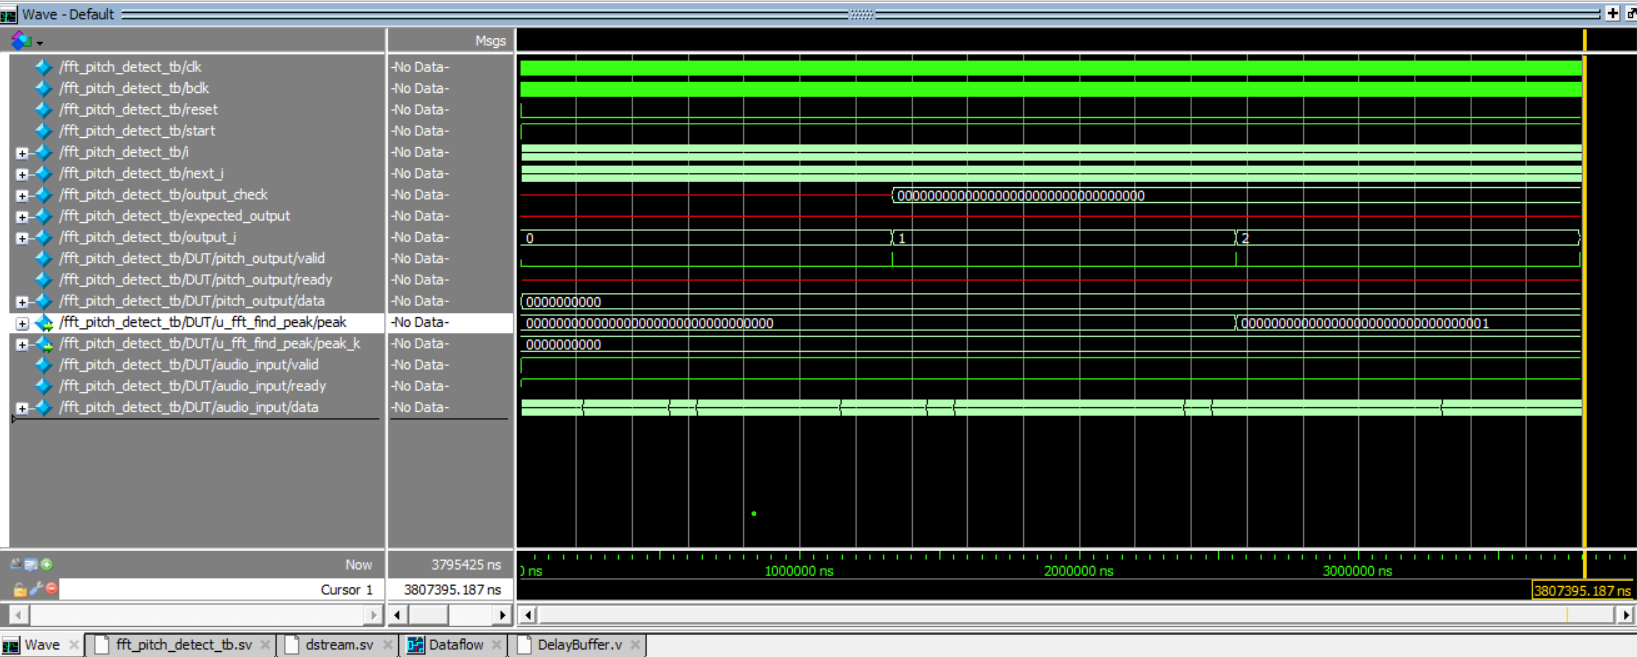 Wave - Default
Msgs
/fft_pitch_detect_tb/clk -No Data-
/fft_pitch_detect_tb/bclk -No Data-
/fft_pitch_detect_tb/reset -No Data-
/fft_pitch_detect_tb/start -No Data-
/fft_pitch_detect_tb/i -No Data-
/fft_pitch_detect_tb/next_i -No Data-
/fft_pitch_detect_tb/output_check -No Data- 00000000000000000000000000000000
/fft_pitch_detect_tb/expected_output -No Data-
/fft_pitch_detect_tb/output_i -No Data- 0 1 2
/fft_pitch_detect_tb/DUT/pitch_output/valid -No Data-
/fft_pitch_detect_tb/DUT/pitch_output/ready -No Data-
/fft_pitch_detect_tb/DUT/pitch_output/data -No Data- 0000000000
/fft_pitch_detect_tb/DUT/u_fft_find_peak/peak -No Data- 00000000000000000000000000000000 00000000000000000000000000000001
/fft_pitch_detect_tb/DUT/u_fft_find_peak/peak_k -No Data- 0000000000
/fft_pitch_detect_tb/DUT/audio_input/valid -No Data-
/fft_pitch_detect_tb/DUT/audio_input/ready -No Data-
/fft_pitch_detect_tb/DUT/audio_input/data -No Data-
Now 3795425 ns ns 1000000 ns 2000000 ns 3000000 ns
Cursor 1 3807395.187 ns 3807395.187 ns
Wave fft_pitch_detect_tb.sv dstream.sv Dataflow DelayBuffer.v